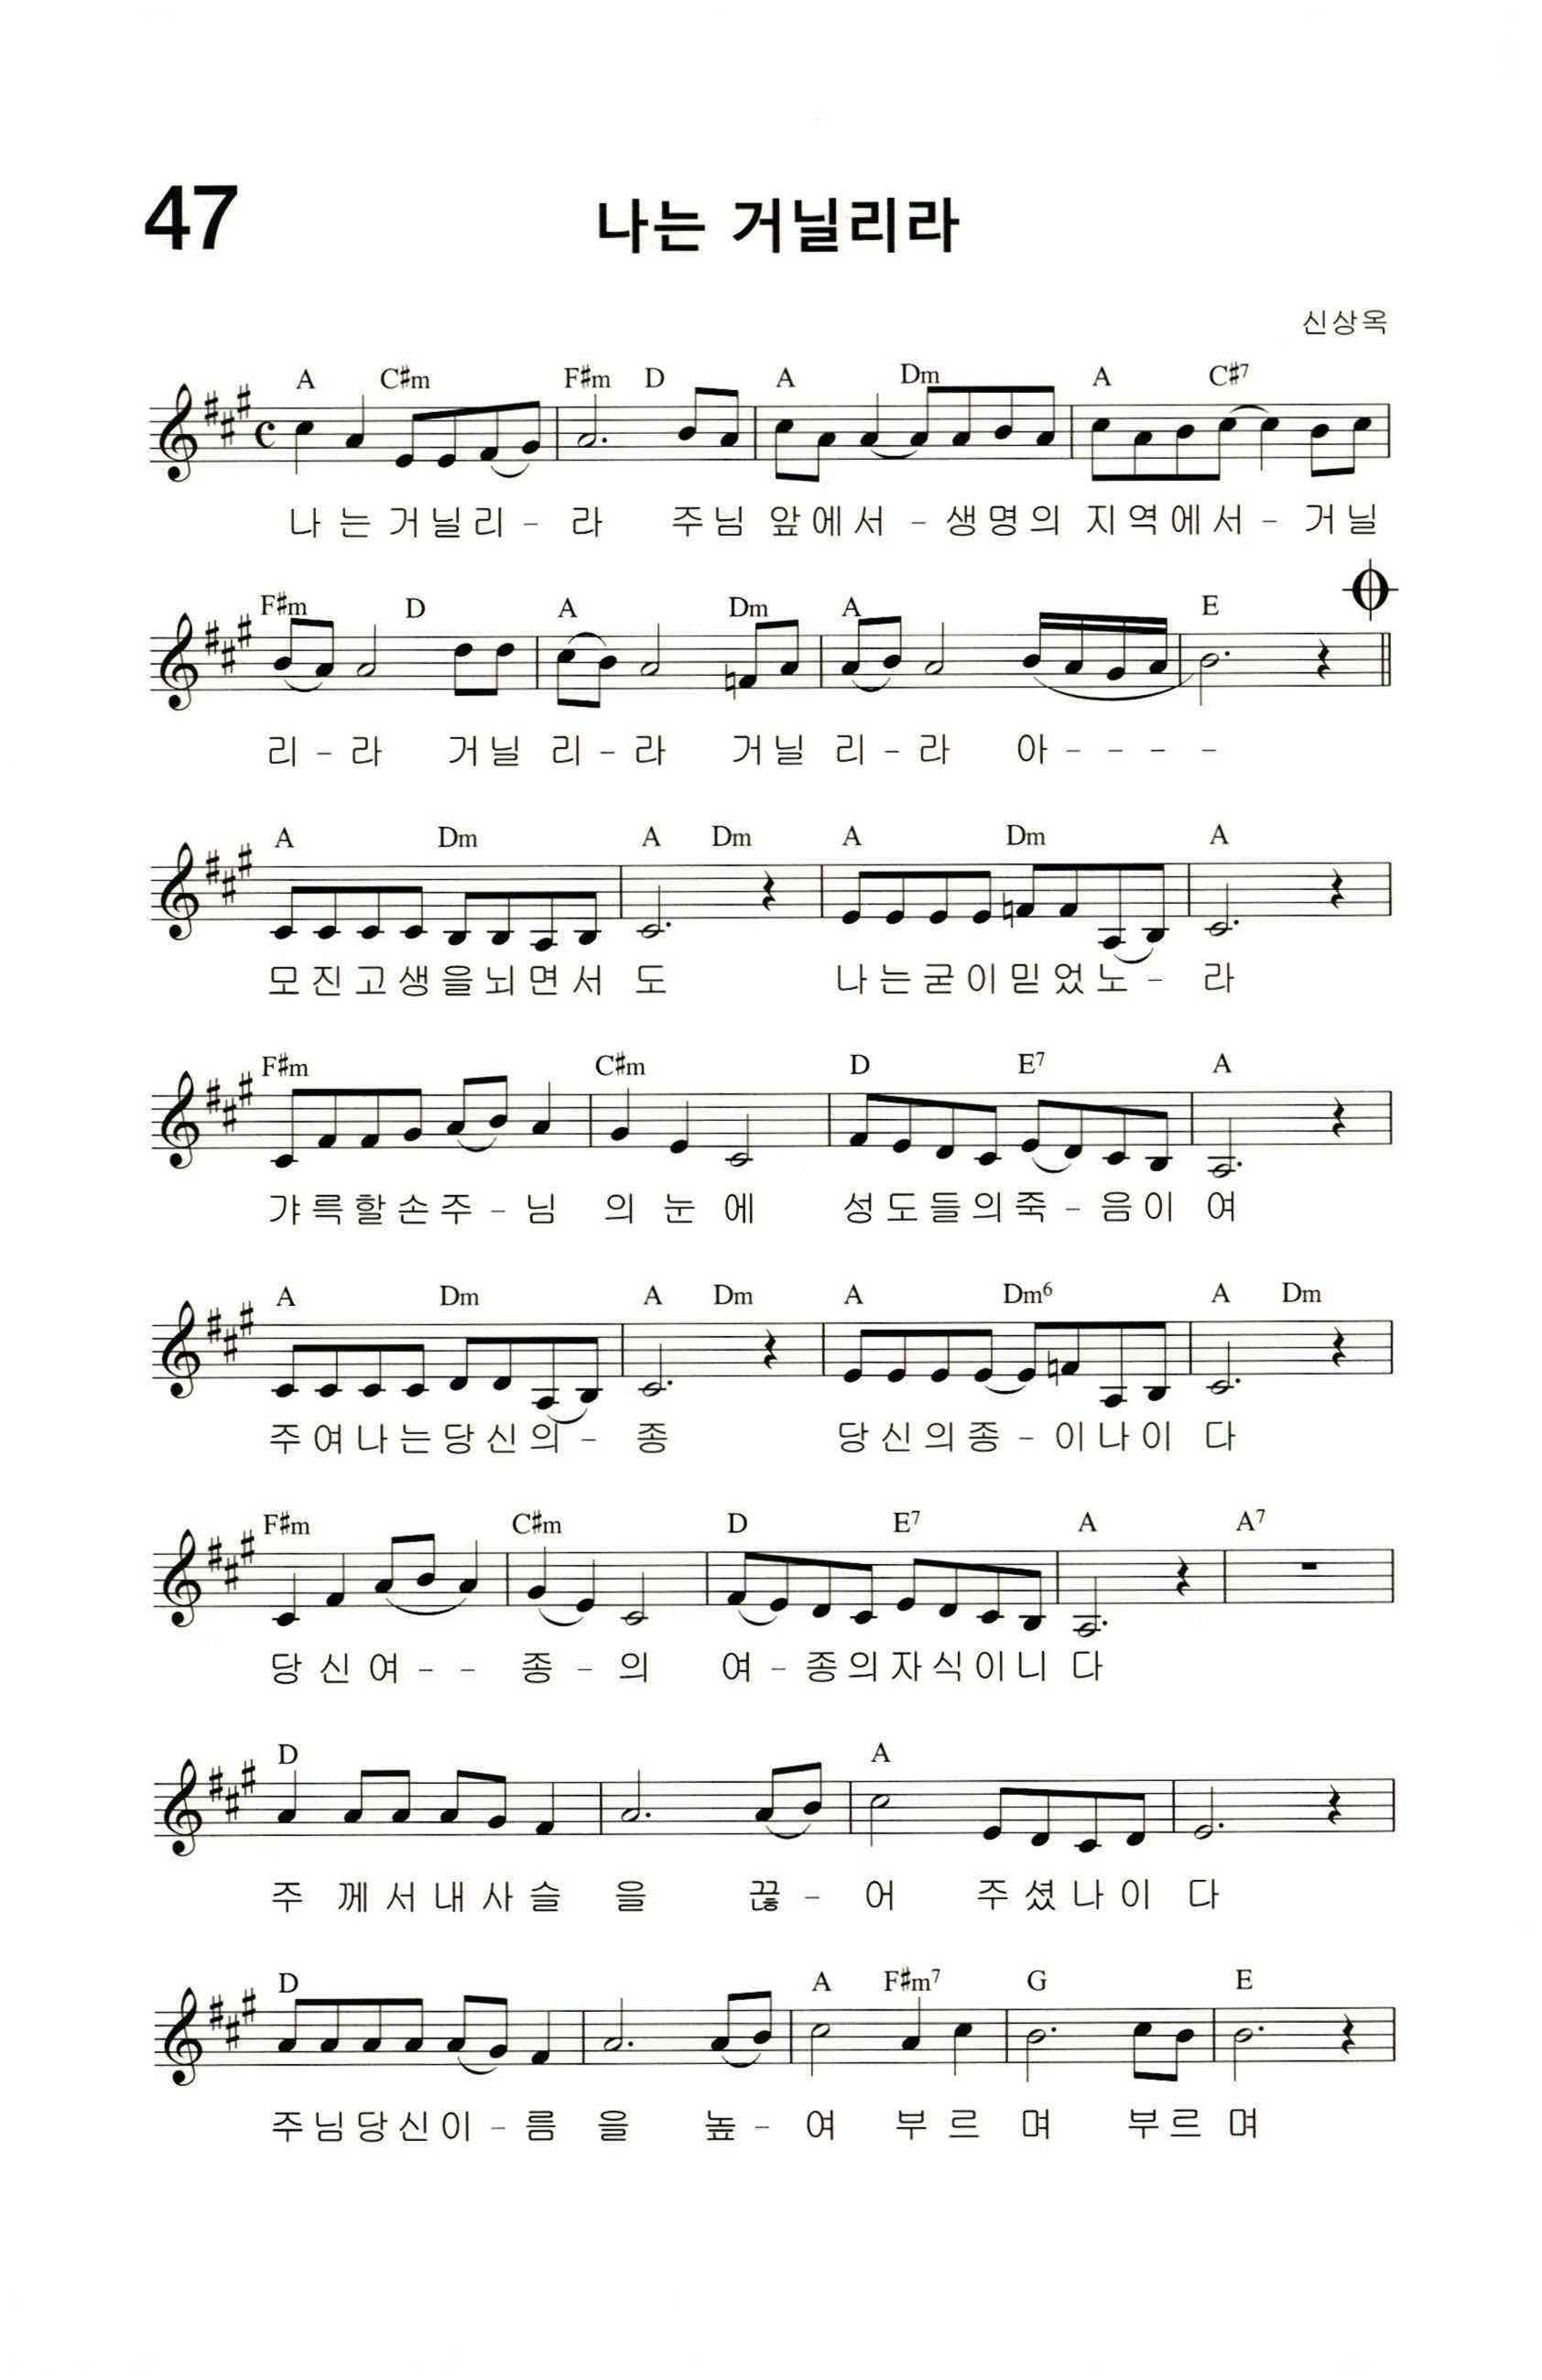 47
나는 거닐리라
신상옥
A C#m F#m D A Dm A C#7
나 는 거 닐 리 - 라 주 님 앞 에 서 - 생 명 의 지 역 에 서 - 거 닐
F#m D A Dm A E
리 - 라 거 닐 리 - 라 거 닐 리 - 라 아 - - - -
A Dm A Dm A Dm A
모 진 고 생 을 뇌 면 서 도 나 는 굳 이 믿 었 노 - 라
F#m C#m D E7 A
갸 륵 할 손 주 - 님 의 눈 에 성 도 들 의 죽 - 음 이 여
A Dm A Dm A Dm6 A Dm
주 여 나 는 당 신 의 - 종 당 신 의 종 - 이 나 이 다
F#m C#m D E7 A A7
당 신 여 - - 종 - 의 여 - 종 의 자 식 이 니 다
D A
주 께 서 내 사 슬 을 끊 - 어 주 셨 나 이 다
D A F#m7 G E
주 님 당 신 이 - 름 을 높 - 여 부 르 며 부 르 며